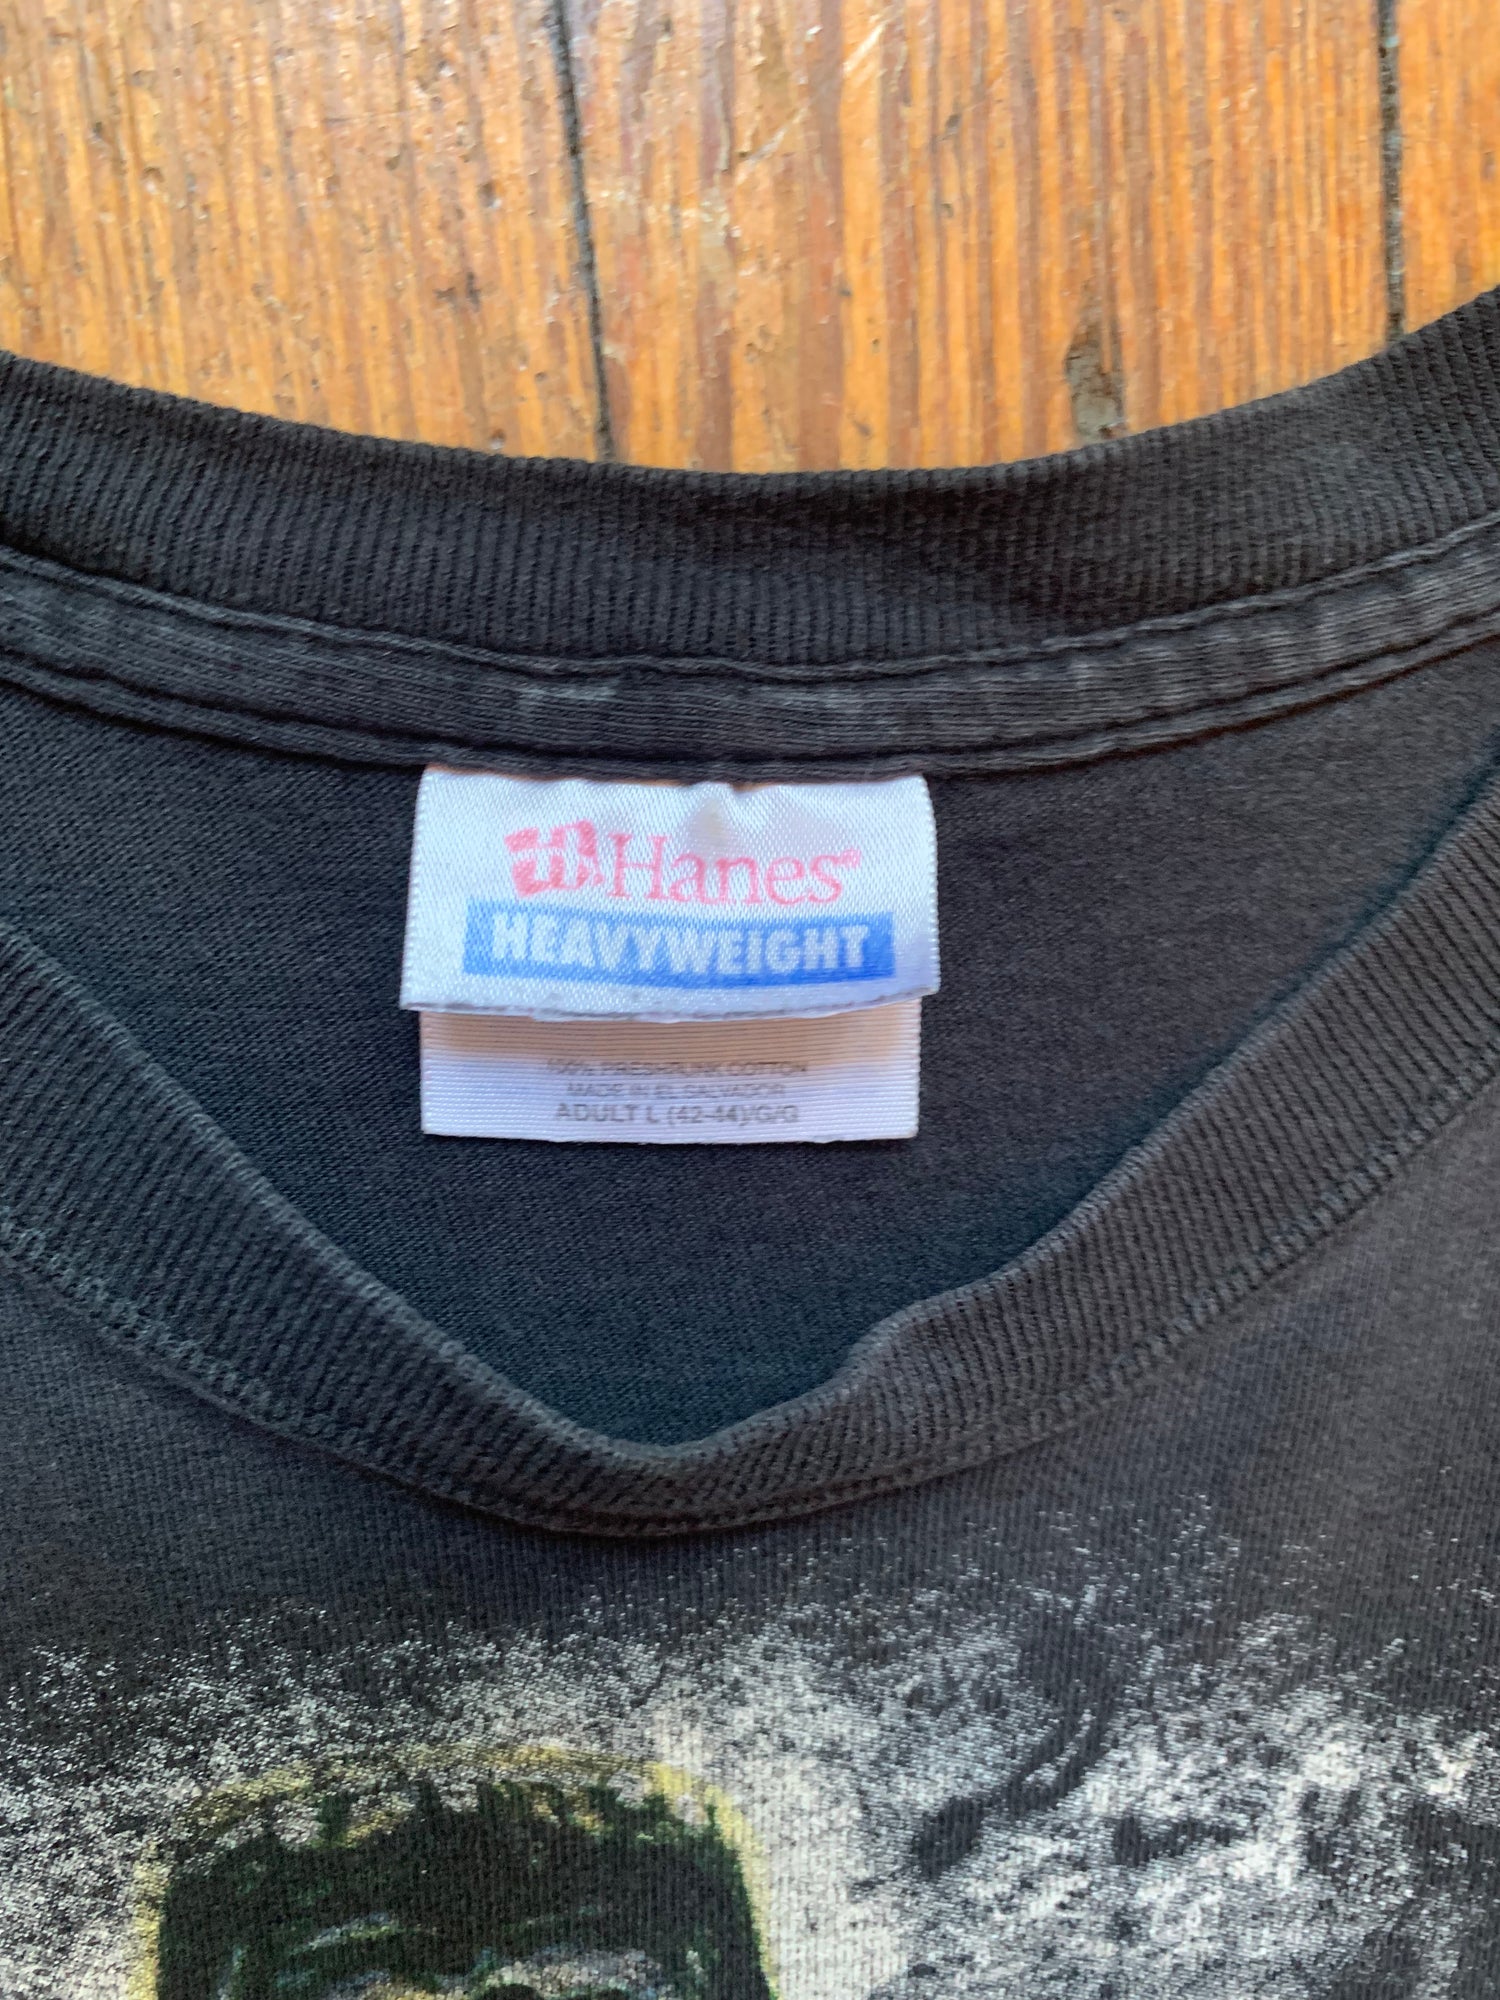 Hanes®
HEAVYWEIGHT
100% PRESHRUNK COTTON
MADE IN EL SALVADOR
ADULT L (42-44)/G/G